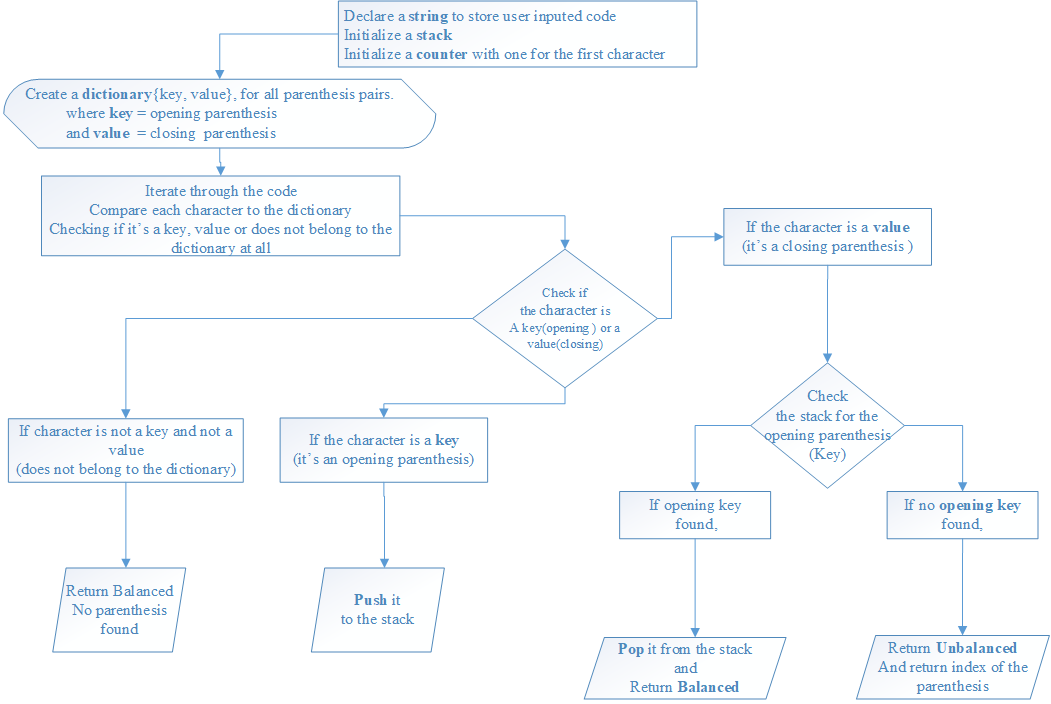 Declare a string to store user inputed code
Initialize a stack
Initialize a counter with one for the first character
Create a dictionary{key, value}, for all parenthesis pairs.
where key = opening parenthesis
and value = closing parenthesis
Iterate through the code
Compare each character to the dictionary
Checking if it's a key, value or does not belong to the
dictionary at all
If the character is a value
(it's a closing parenthesis )
Check if
the character is
A key(opening ) or a
value(closing)
Check
the stack for the
opening parenthesis
(Key)
If character is not a key and not a
value
(does not belong to the dictionary)
If the character is a key
(it's an opening parenthesis)
If opening key
found,
If no opening key
found,
Return Balanced
No parenthesis
found
Push it
to the stack
Pop it from the stack
and
Return Balanced
Return Unbalanced
And return index of the
parenthesis